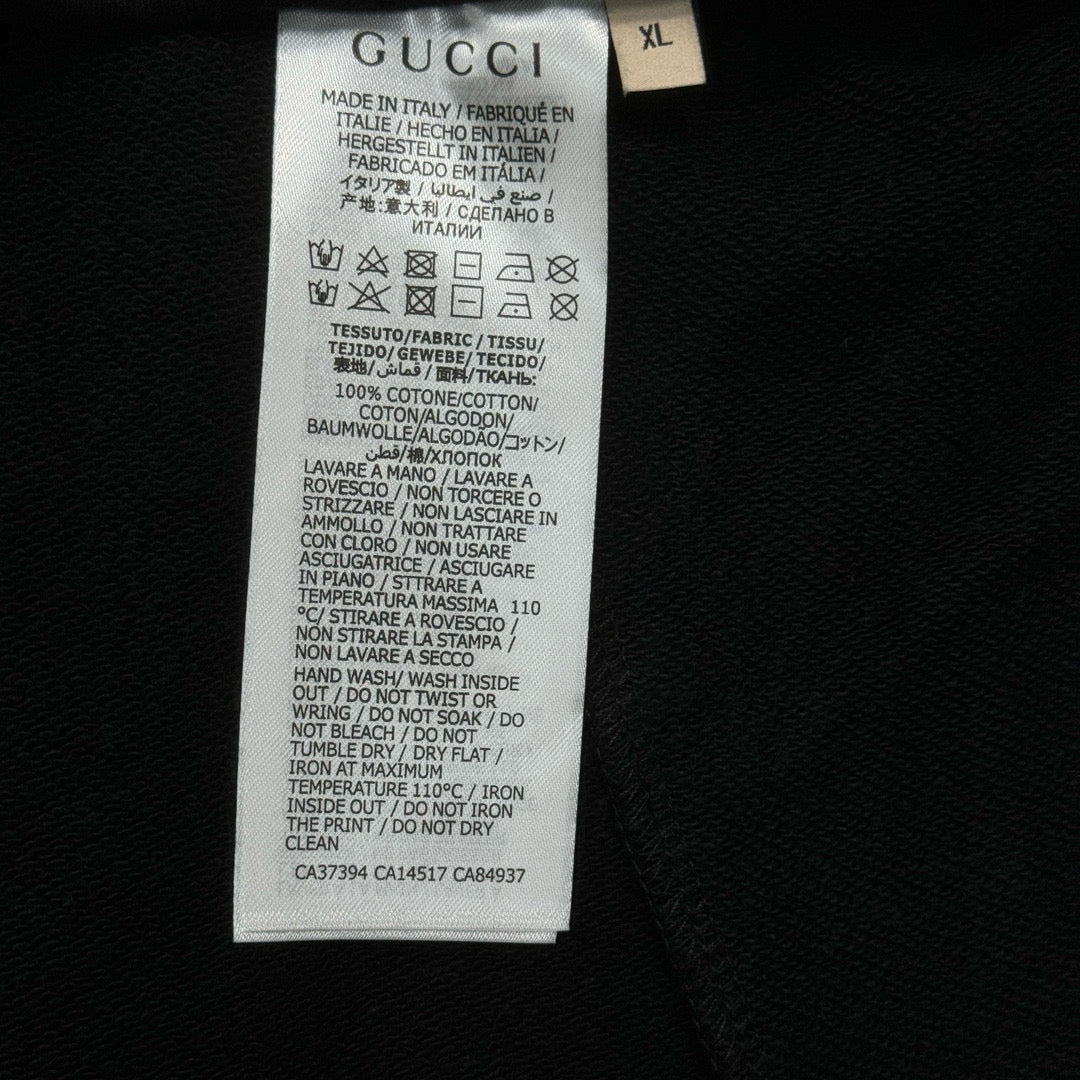 GUCCI
XL
MADE IN ITALY / FABRIQUÉ EN
ITALIE / HECHO EN ITALIA /
HERGESTELLT IN ITALIEN /
FABRICADO EM ITÁLIA /
イタリア製 / صنع في ايطاليا /
产地:意大利 / СДЕЛАНО В
ИТАЛИИ
TESSUTO/FABRIC / TISSU/
TEJIDO/ GEWEBE/ TECIDO/
表地/ قماش / 面料/ТКАНЬ:
100% COTONE/COTTON/
COTON/ALGODON/
BAUMWOLLE/ALGODÃO/コットン/
قطن/棉/ХЛОПОК
LAVARE A MANO / LAVARE A
ROVESCIO / NON TORCERE O
STRIZZARE / NON LASCIARE IN
AMMOLLO / NON TRATTARE
CON CLORO / NON USARE
ASCIUGATRICE / ASCIUGARE
IN PIANO / STTRARE A
TEMPERATURA MASSIMA 110
°C/ STIRARE A ROVESCIO /
NON STIRARE LA STAMPA /
NON LAVARE A SECCO
HAND WASH/ WASH INSIDE
OUT / DO NOT TWIST OR
WRING / DO NOT SOAK / DO
NOT BLEACH / DO NOT
TUMBLE DRY / DRY FLAT /
IRON AT MAXIMUM
TEMPERATURE 110°C / IRON
INSIDE OUT / DO NOT IRON
THE PRINT / DO NOT DRY
CLEAN
CA37394 CA14517 CA84937